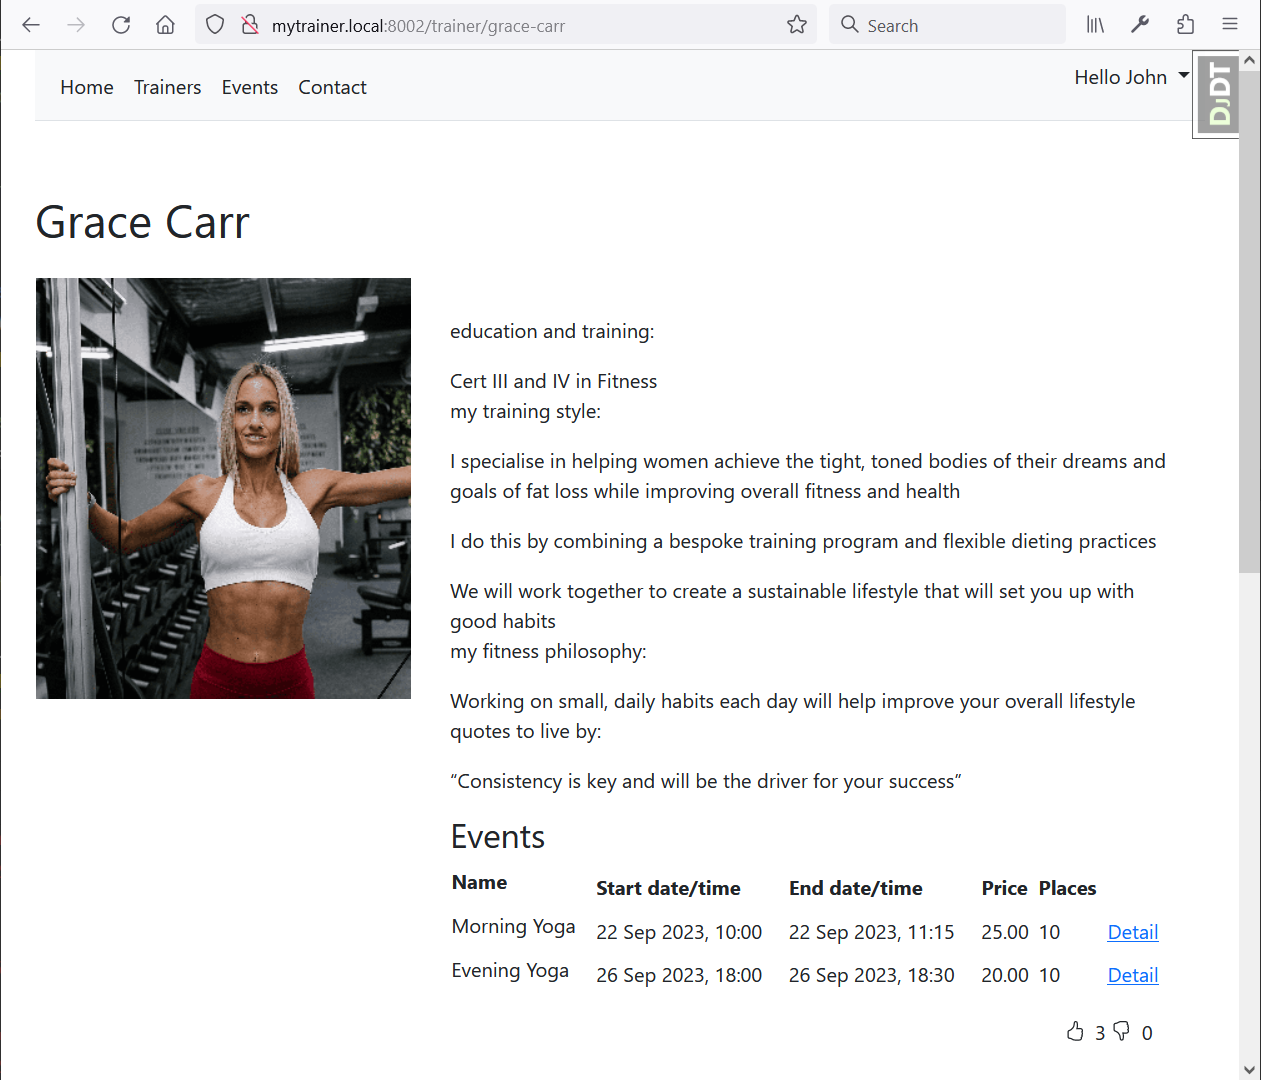 mytrainer.local:8002/trainer/grace-carr
Search
Home Trainers Events Contact
Hello John
DJDT
Grace Carr
education and training:
Cert III and IV in Fitness
my training style:
I specialise in helping women achieve the tight, toned bodies of their dreams and
goals of fat loss while improving overall fitness and health
I do this by combining a bespoke training program and flexible dieting practices
We will work together to create a sustainable lifestyle that will set you up with
good habits
my fitness philosophy:
Working on small, daily habits each day will help improve your overall lifestyle
quotes to live by:
“Consistency is key and will be the driver for your success”
Events
Name Start date/time End date/time Price Places
Morning Yoga 22 Sep 2023, 10:00 22 Sep 2023, 11:15 25.00 10 Detail
Evening Yoga 26 Sep 2023, 18:00 26 Sep 2023, 18:30 20.00 10 Detail
3 0